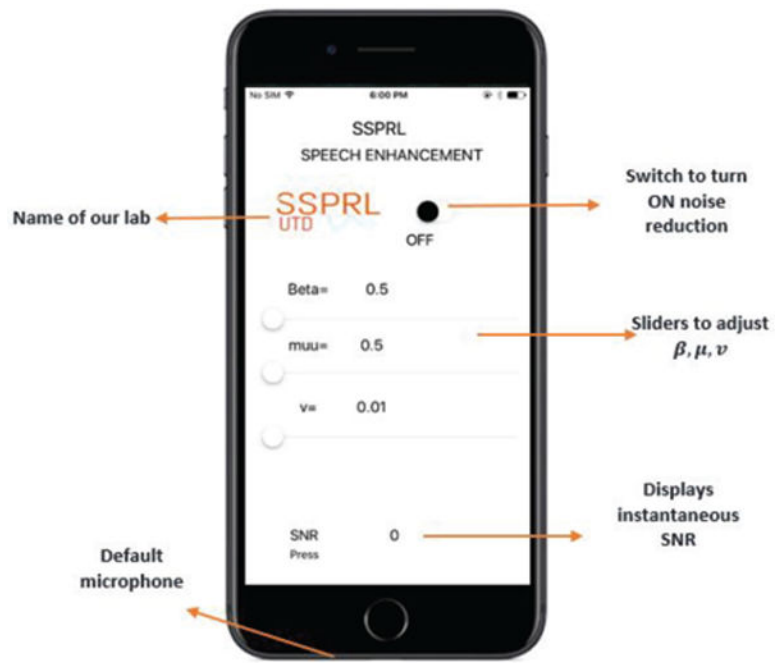 No SIM 6:00 PM
SSPRL
SPEECH ENHANCEMENT
Name of our lab
SSPRL
UTD
OFF
Switch to turn
ON noise
reduction
Beta= 0.5
muu= 0.5
v= 0.01
Sliders to adjust
β, μ, υ
SNR 0
Press
Displays
instantaneous
SNR
Default
microphone